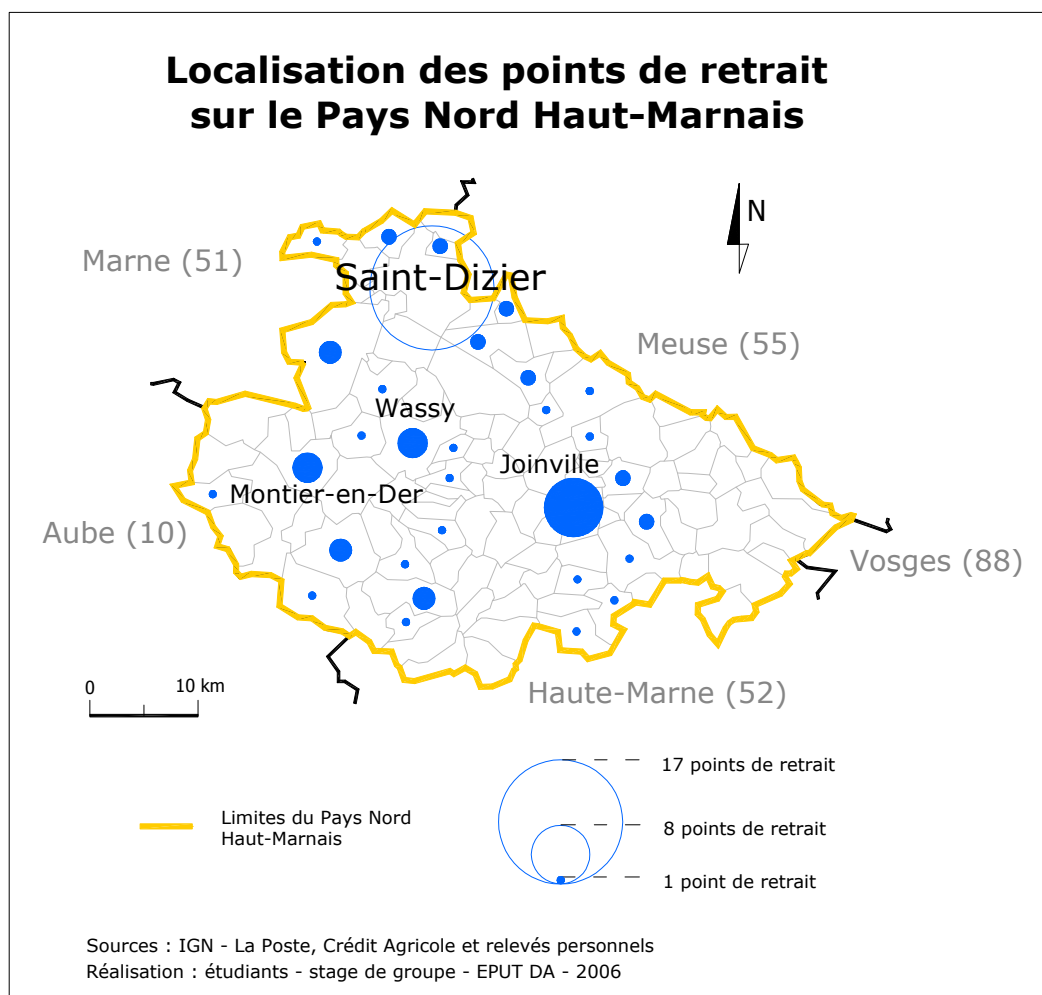 Localisation des points de retrait
sur le Pays Nord Haut-Marnais
N
Marne (51)
Saint-Dizier
Meuse (55)
Wassy
Joinville
Montier-en-Der
Aube (10)
Vosges (88)
0 10 km
Haute-Marne (52)
17 points de retrait
Limites du Pays Nord
Haut-Marnais
8 points de retrait
1 point de retrait
Sources : IGN - La Poste, Crédit Agricole et relevés personnels
Réalisation : étudiants - stage de groupe - EPUT DA - 2006